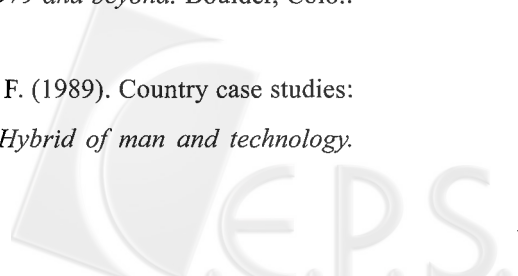 979 and beyond. Boulder, Colo.:
F. (1989). Country case studies:
Hybrid of man and technology.
C.E.P.S.